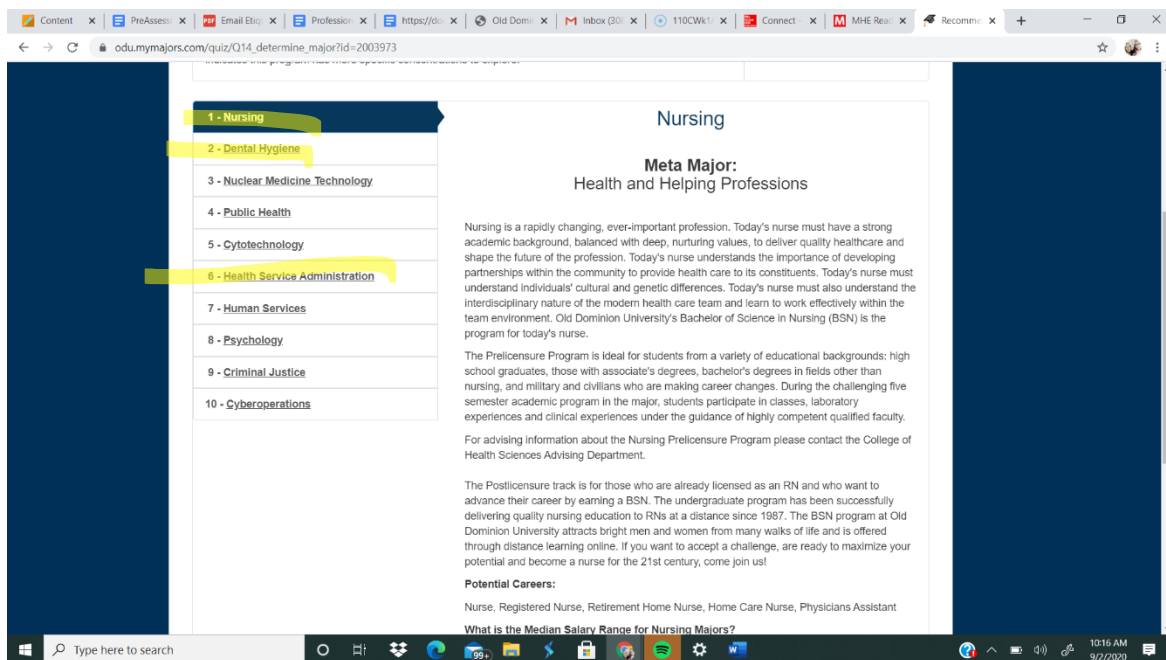 Content
PreAssess
Email Etiq
Profession
https://do
Old Domi
Inbox (30
110CWk1
Connect -
MHE Read
Recomme
odu.mymajors.com/quiz/Q14_determine_major?id=2003973
indicates this program has more specific concentrations to explore.
1 - Nursing
2 - Dental Hygiene
3 - Nuclear Medicine Technology
4 - Public Health
5 - Cytotechnology
6 - Health Service Administration
7 - Human Services
8 - Psychology
9 - Criminal Justice
10 - Cyberoperations
Nursing
Meta Major:
Health and Helping Professions
Nursing is a rapidly changing, ever-important profession. Today's nurse must have a strong
academic background, balanced with deep, nurturing values, to deliver quality healthcare and
shape the future of the profession. Today's nurse understands the importance of developing
partnerships within the community to provide health care to its constituents. Today's nurse must
understand individuals' cultural and genetic differences. Today's nurse must also understand the
interdisciplinary nature of the modern health care team and learn to work effectively within the
team environment. Old Dominion University's Bachelor of Science in Nursing (BSN) is the
program for today's nurse.
The Prelicensure Program is ideal for students from a variety of educational backgrounds: high
school graduates, those with associate's degrees, bachelor's degrees in fields other than
nursing, and military and civilians who are making career changes. During the challenging five
semester academic program in the major, students participate in classes, laboratory
experiences and clinical experiences under the guidance of highly competent qualified faculty.
For advising information about the Nursing Prelicensure Program please contact the College of
Health Sciences Advising Department.
The Postlicensure track is for those who are already licensed as an RN and who want to
advance their career by earning a BSN. The undergraduate program has been successfully
delivering quality nursing education to RNs at a distance since 1987. The BSN program at Old
Dominion University attracts bright men and women from many walks of life and is offered
through distance learning online. If you want to accept a challenge, are ready to maximize your
potential and become a nurse for the 21st century, come join us!
Potential Careers:
Nurse, Registered Nurse, Retirement Home Nurse, Home Care Nurse, Physicians Assistant
What is the Median Salary Range for Nursing Majors?
Type here to search
99+
10:16 AM
9/2/2020